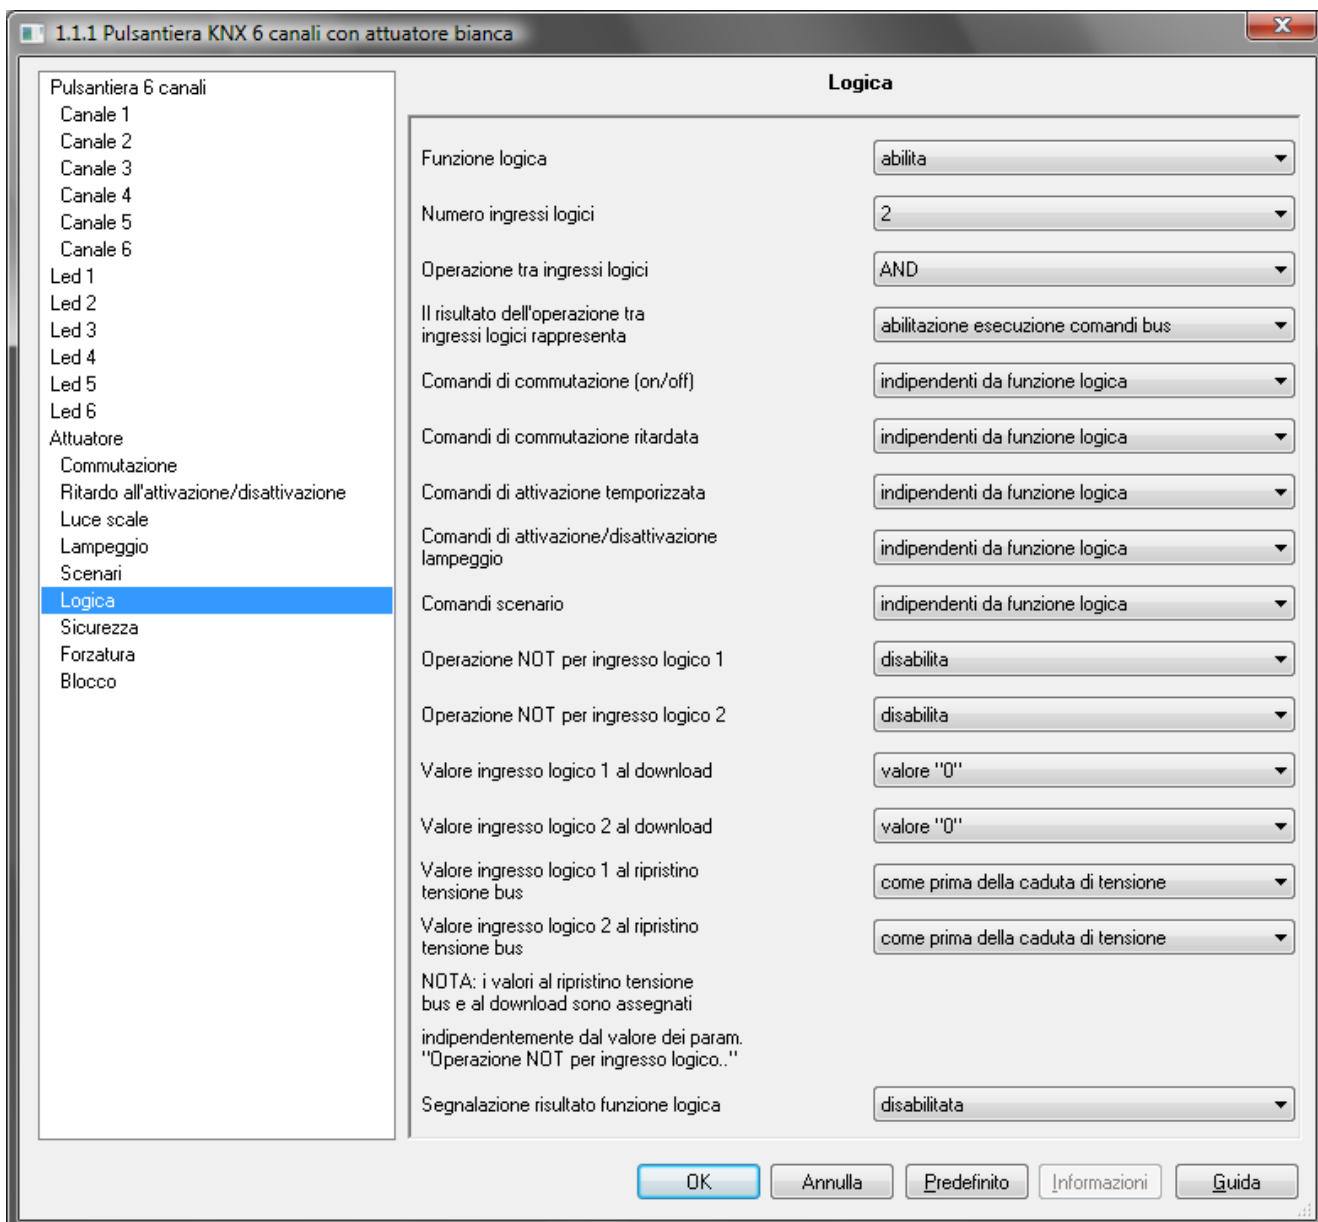 1.1.1 Pulsantiera KNX 6 canali con attuatore bianca
Pulsantiera 6 canali
Canale 1
Canale 2
Canale 3
Canale 4
Canale 5
Canale 6
Led 1
Led 2
Led 3
Led 4
Led 5
Led 6
Attuatore
Commutazione
Ritardo all'attivazione/disattivazione
Luce scale
Lampeggio
Scenari
Logica
Sicurezza
Forzatura
Blocco
Logica
Funzione logica abilita
Numero ingressi logici 2
Operazione tra ingressi logici AND
Il risultato dell'operazione tra
ingressi logici rappresenta abilitazione esecuzione comandi bus
Comandi di commutazione (on/off) indipendenti da funzione logica
Comandi di commutazione ritardata indipendenti da funzione logica
Comandi di attivazione temporizzata indipendenti da funzione logica
Comandi di attivazione/disattivazione
lampeggio indipendenti da funzione logica
Comandi scenario indipendenti da funzione logica
Operazione NOT per ingresso logico 1 disabilita
Operazione NOT per ingresso logico 2 disabilita
Valore ingresso logico 1 al download valore "0"
Valore ingresso logico 2 al download valore "0"
Valore ingresso logico 1 al ripristino
tensione bus come prima della caduta di tensione
Valore ingresso logico 2 al ripristino
tensione bus come prima della caduta di tensione
NOTA: i valori al ripristino tensione
bus e al download sono assegnati
indipendentemente dal valore dei param.
"Operazione NOT per ingresso logico.."
Segnalazione risultato funzione logica disabilitata
OK Annulla Predefinito Informazioni Guida